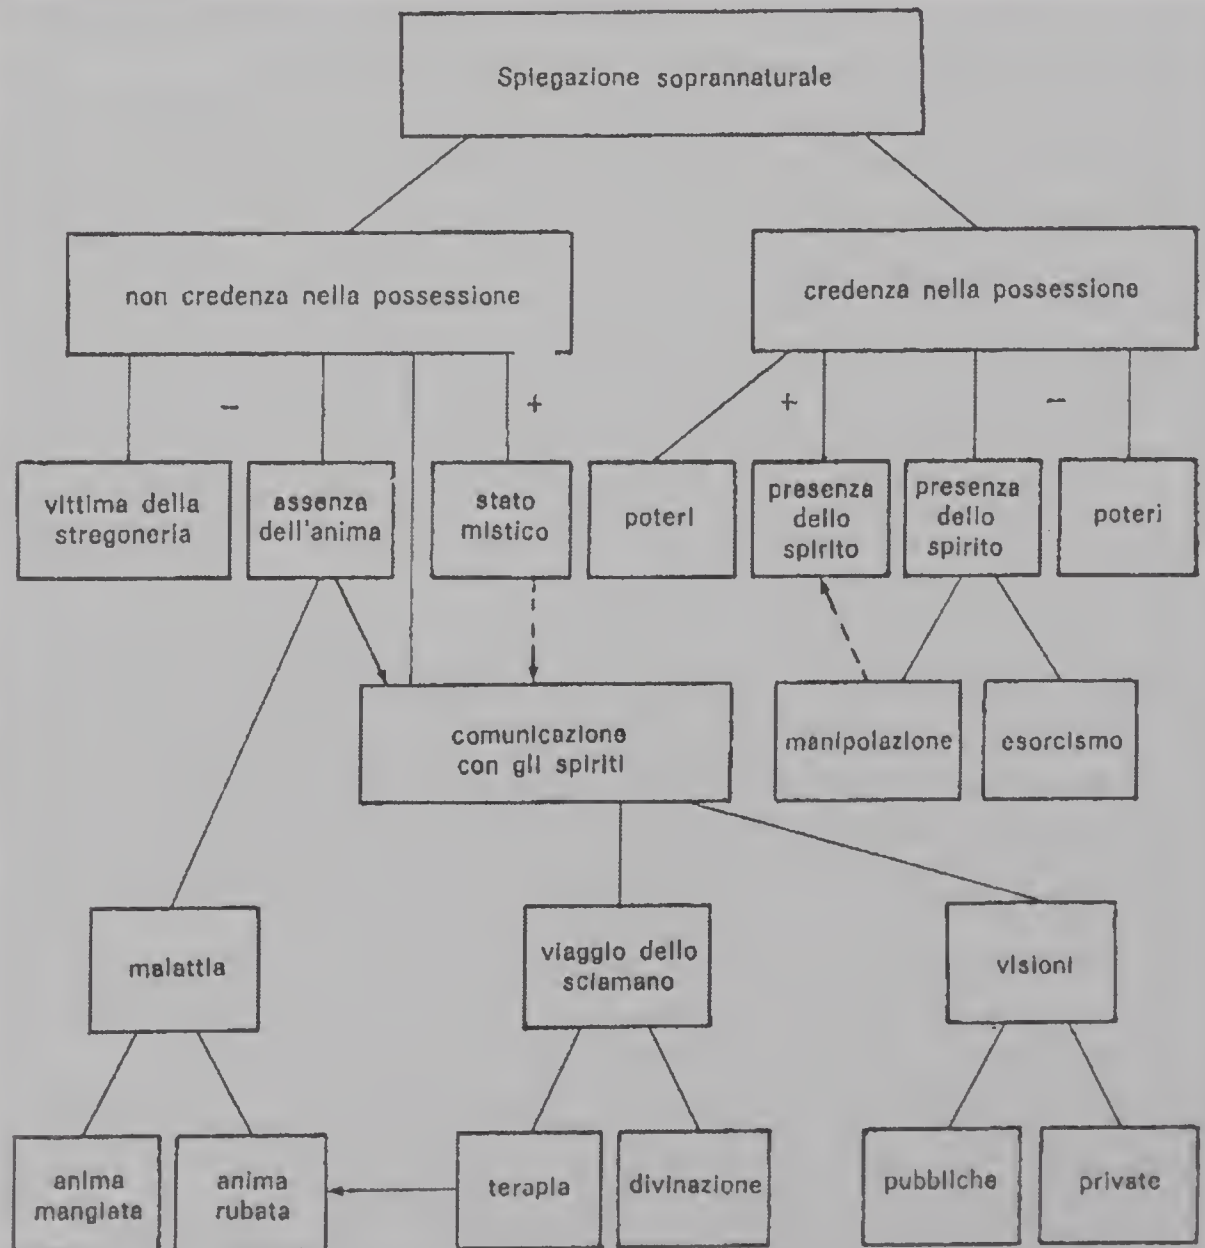 Spiegazione soprannaturale
non credenza nella possessione
credenza nella possessione
–
+
+
–
vittima della
stregoneria
assenza
dell'anima
stato
mistico
poteri
presenza
dello
spirito
presenza
dello
spirito
poteri
comunicazione
con gli spiriti
manipolazione
esorcismo
malattia
viaggio dello
sciamano
visioni
anima
mangiata
anima
rubata
terapia
divinazione
pubbliche
private